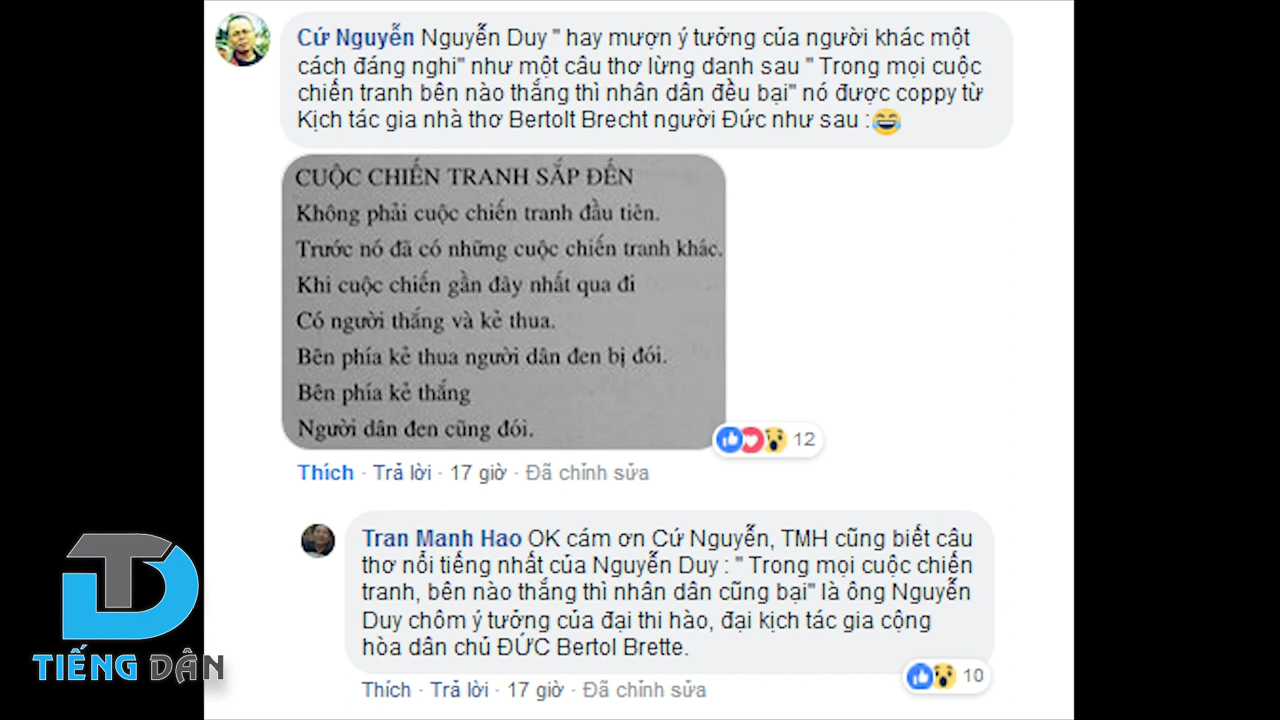 Cứ Nguyễn Nguyễn Duy " hay mượn ý tưởng của người khác một
cách đáng nghi" như một câu thơ lừng danh sau " Trong mọi cuộc
chiến tranh bên nào thắng thì nhân dân đều bại" nó được coppy từ
Kịch tác gia nhà thơ Bertolt Brecht người Đức như sau :😂
CUỘC CHIẾN TRANH SẮP ĐẾN
Không phải cuộc chiến tranh đầu tiên.
Trước nó đã có những cuộc chiến tranh khác.
Khi cuộc chiến gần đây nhất qua đi
Có người thắng và kẻ thua.
Bên phía kẻ thua người dân đen bị đói.
Bên phía kẻ thắng
Người dân đen cũng đói.
12
Thích · Trả lời · 17 giờ · Đã chỉnh sửa
Tran Manh Hao OK cám ơn Cứ Nguyễn, TMH cũng biết câu
thơ nổi tiếng nhất của Nguyễn Duy : " Trong mọi cuộc chiến
tranh, bên nào thắng thì nhân dân cũng bại" là ông Nguyễn
Duy chôm ý tưởng của đại thi hào, đại kịch tác gia cộng
hòa dân chủ ĐỨC Bertol Brette.
10
Thích · Trả lời · 17 giờ · Đã chỉnh sửa
TD
TIẾNG DÂN